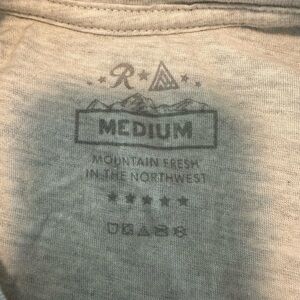 R
MEDIUM
MOUNTAIN FRESH
IN THE NORTHWEST